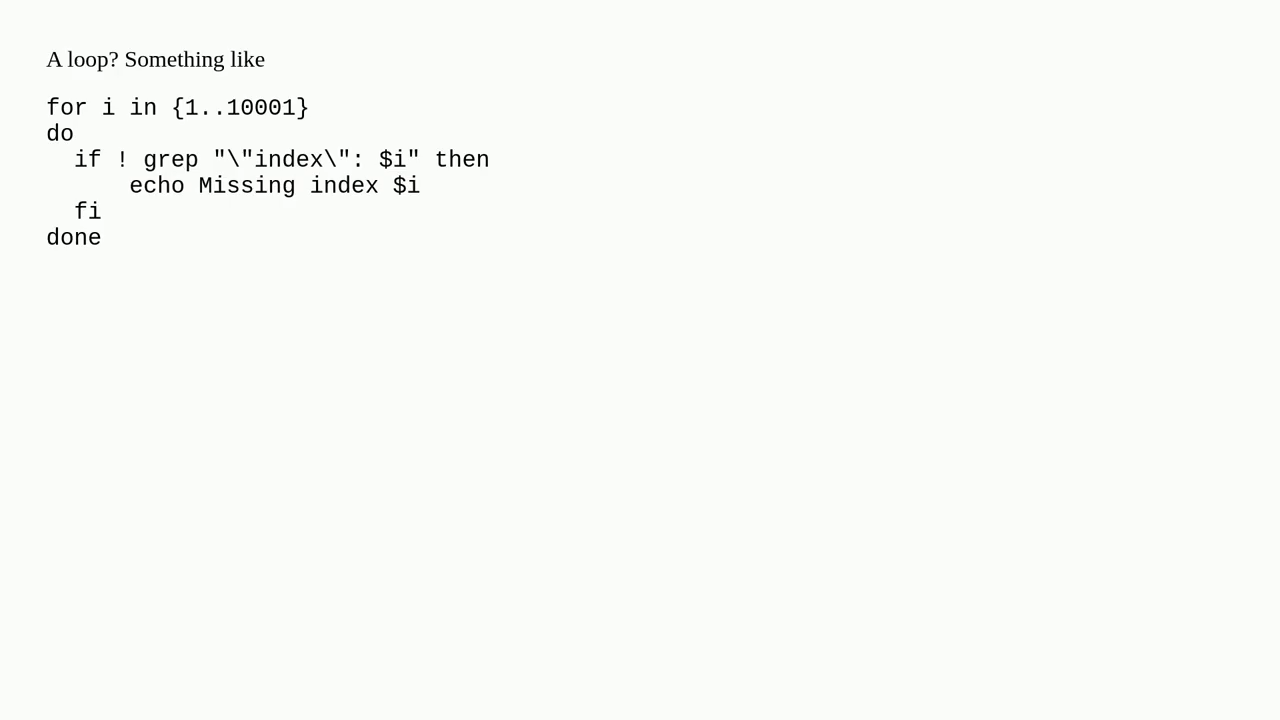 A loop? Something like
for i in {1..10001}
do
  if ! grep "\"index\": $i" then
      echo Missing index $i
  fi
done